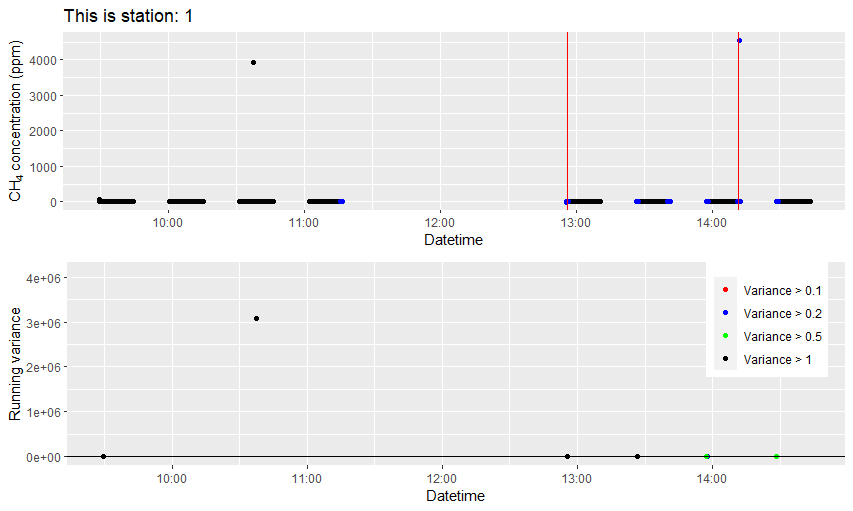 This is station: 1
CH₄ concentration (ppm)
4000
3000
2000
1000
0
10:00 11:00 12:00 13:00 14:00
Datetime
Running variance
4e+06
3e+06
2e+06
1e+06
0e+00
Variance > 0.1
Variance > 0.2
Variance > 0.5
Variance > 1
10:00 11:00 12:00 13:00 14:00
Datetime